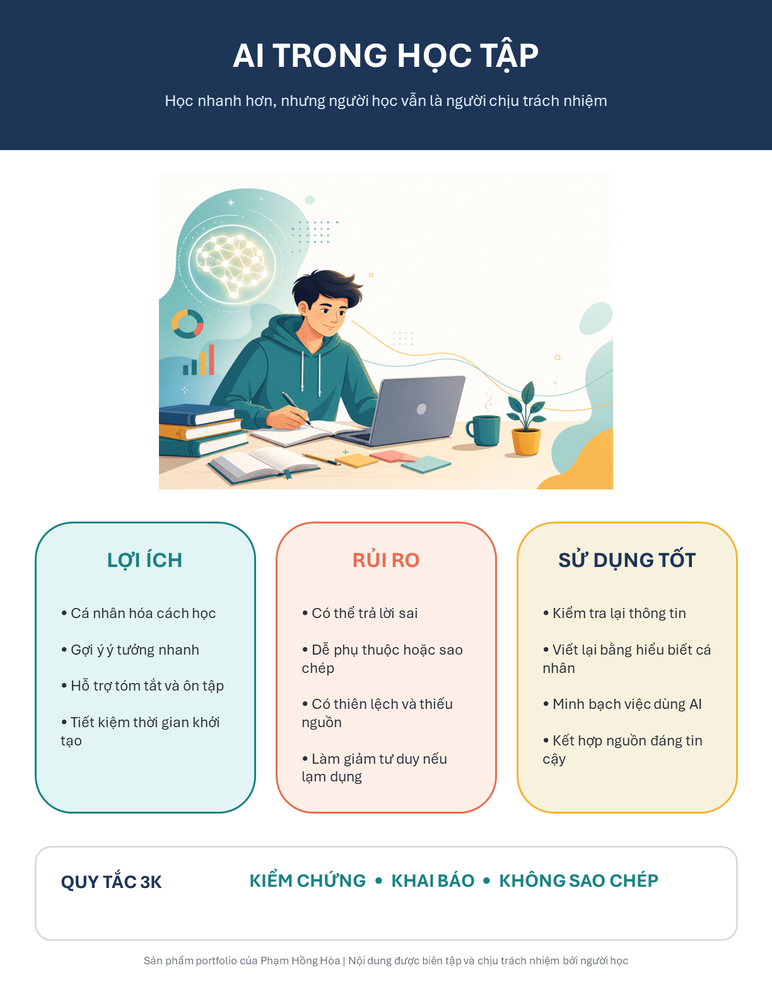 AI TRONG HỌC TẬP
Học nhanh hơn, nhưng người học vẫn là người chịu trách nhiệm
LỢI ÍCH
• Cá nhân hóa cách học
• Gợi ý ý tưởng nhanh
• Hỗ trợ tóm tắt và ôn tập
• Tiết kiệm thời gian khởi
tạo
RỦI RO
• Có thể trả lời sai
• Dễ phụ thuộc hoặc sao
chép
• Có thiên lệch và thiếu
nguồn
• Làm giảm tư duy nếu
lạm dụng
SỬ DỤNG TỐT
• Kiểm tra lại thông tin
• Viết lại bằng hiểu biết cá
nhân
• Minh bạch việc dùng AI
• Kết hợp nguồn đáng tin
cậy
QUY TẮC 3K
KIỂM CHỨNG • KHAI BÁO • KHÔNG SAO CHÉP
Sản phẩm portfolio của Phạm Hồng Hòa | Nội dung được biên tập và chịu trách nhiệm bởi người học